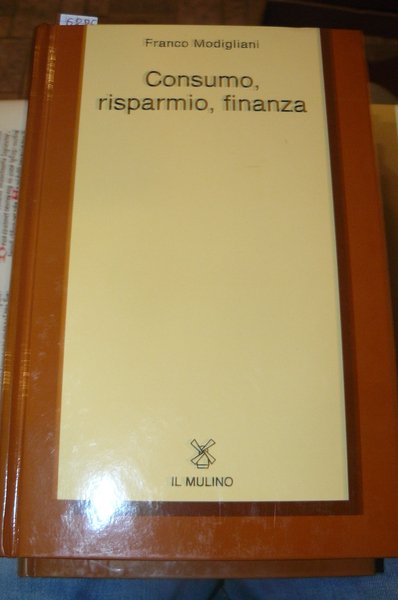 Franco Modigliani
Consumo,
risparmio, finanza
IL MULINO